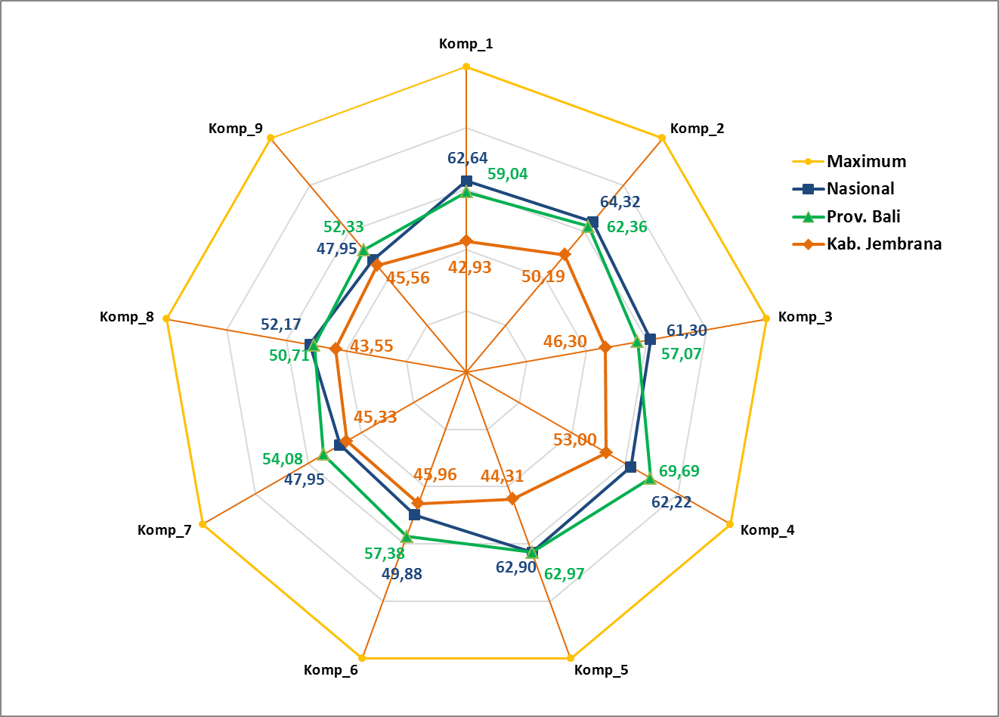 Komp_1
Komp_9
Komp_2
62,64
59,04
Maximum
Nasional
64,32
Prov. Bali
52,33
62,36
Kab. Jembrana
47,95
42,93
45,56
50,19
Komp_8
Komp_3
52,17
61,30
43,55
46,30
50,71
57,07
45,33
53,00
54,08
69,69
47,95
45,96
44,31
62,22
Komp_7
Komp_4
57,38
62,90
49,88
62,97
Komp_6
Komp_5